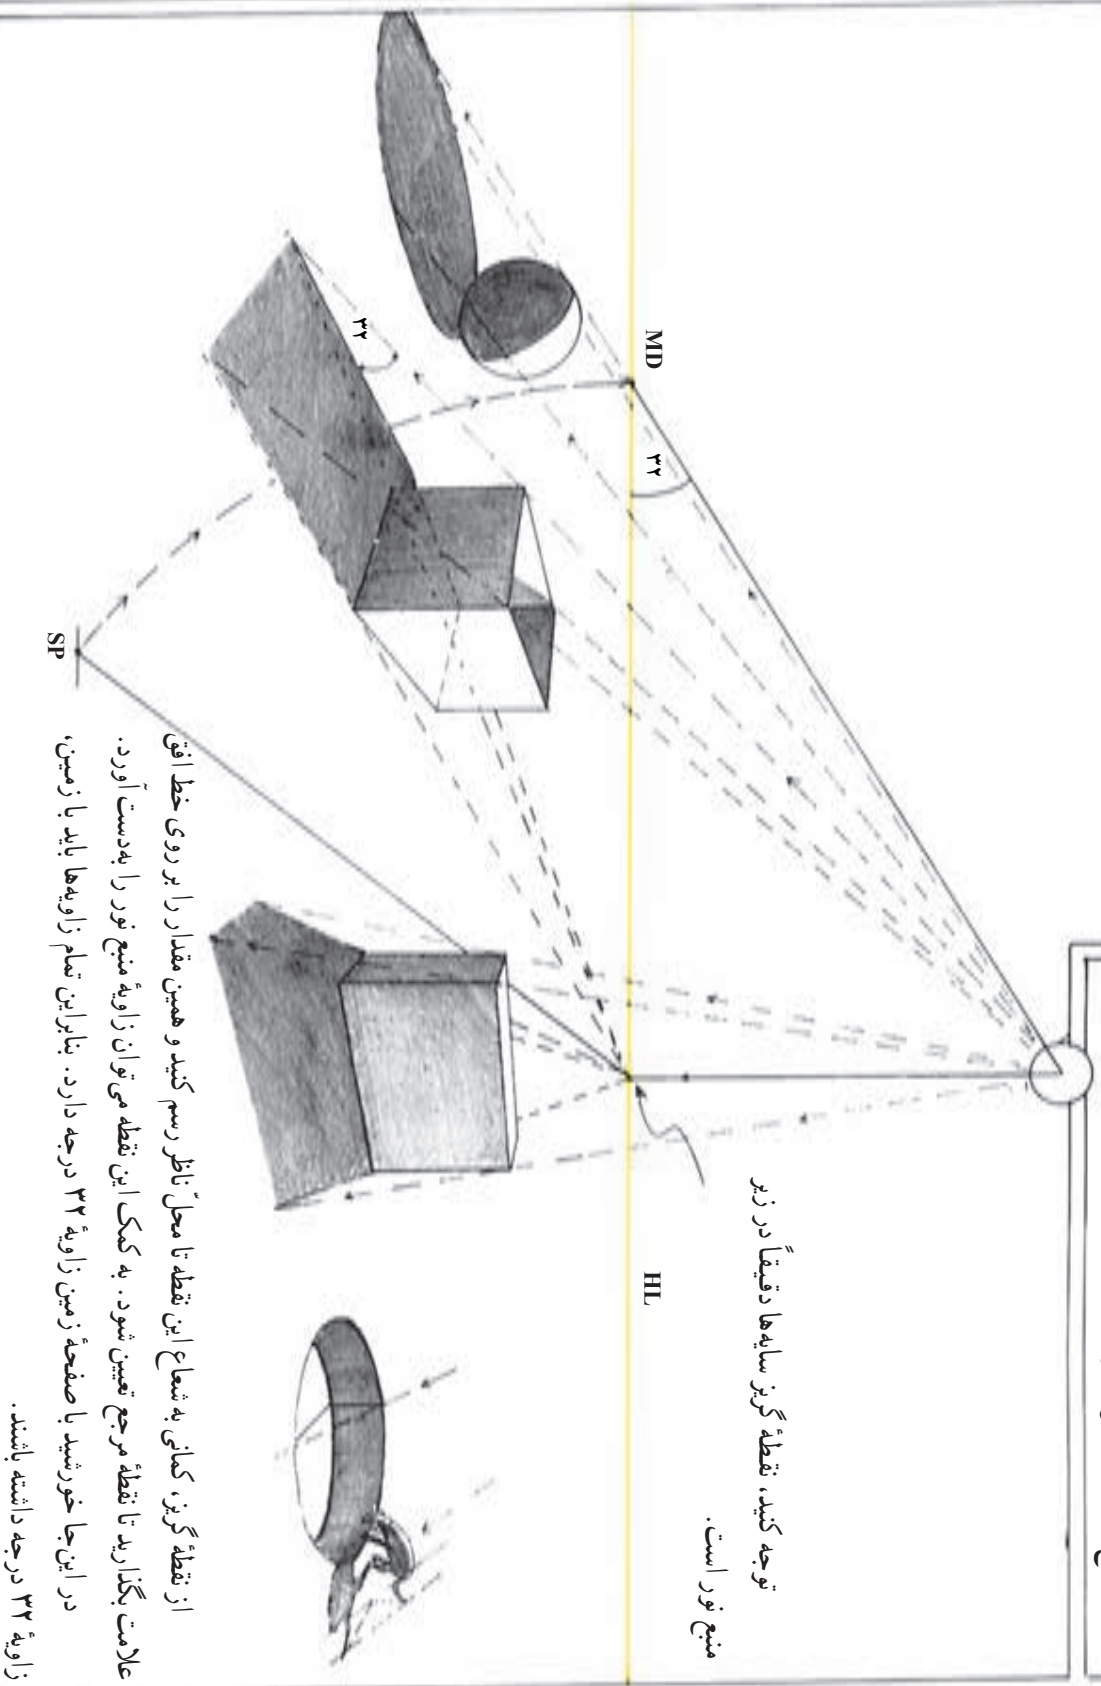 توجه کنید، نقطهٔ گریز سایه‌ها دقیقاً در زیر
منبع نور است.
HL
MD
۳۲
۳۲
SP
از نقطهٔ گریز، کمانی به شعاع این نقطه تا محلّ ناظر رسم کنید و همین مقدار را بر روی خط افق
علامت بگذارید تا نقطهٔ مرجع تعیین شود. به کمک این نقطه می‌توان زاویهٔ منبع نور را به‌دست آورد.
در این‌جا خورشید با صفحهٔ زمین زاویهٔ ۳۲ درجه دارد. بنابراین تمام زاویه‌ها باید با زمین،
زاویهٔ ۳۲ درجه داشته باشند.